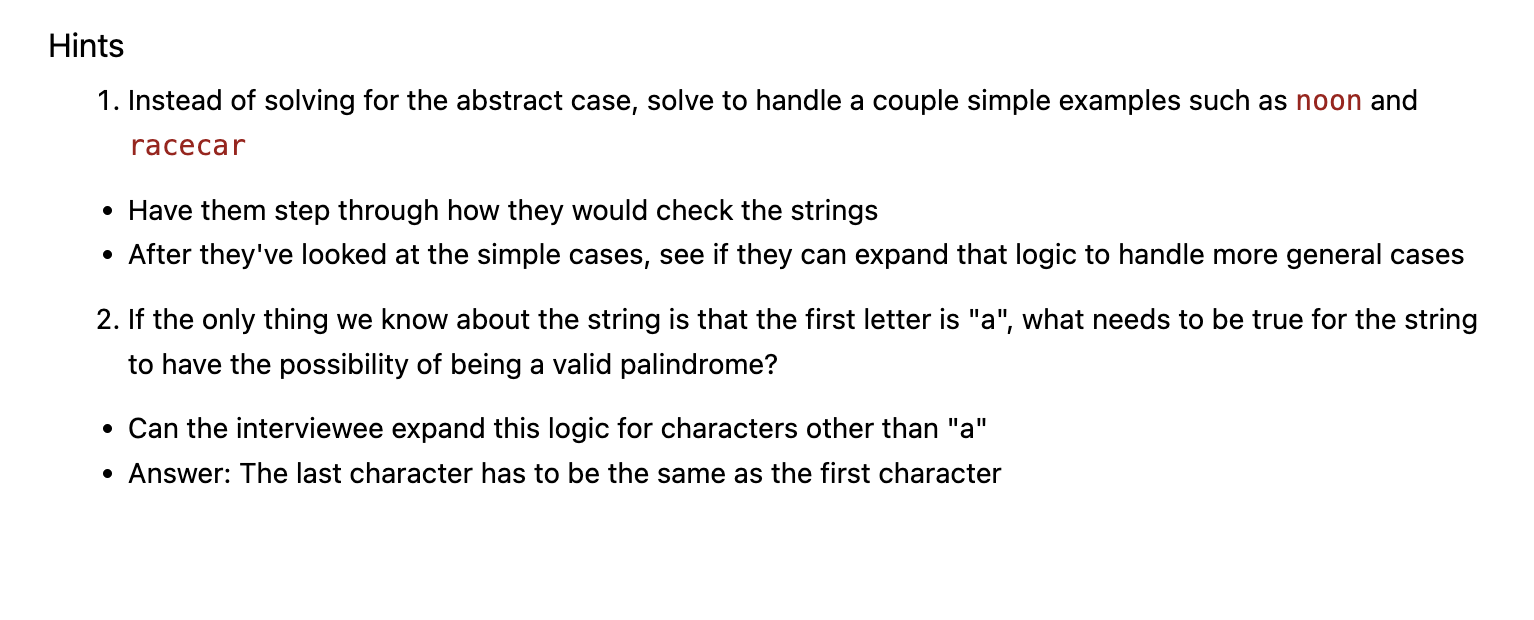 Hints
1. Instead of solving for the abstract case, solve to handle a couple simple examples such as noon and
racecar
• Have them step through how they would check the strings
• After they've looked at the simple cases, see if they can expand that logic to handle more general cases
2. If the only thing we know about the string is that the first letter is "a", what needs to be true for the string
to have the possibility of being a valid palindrome?
• Can the interviewee expand this logic for characters other than "a"
• Answer: The last character has to be the same as the first character